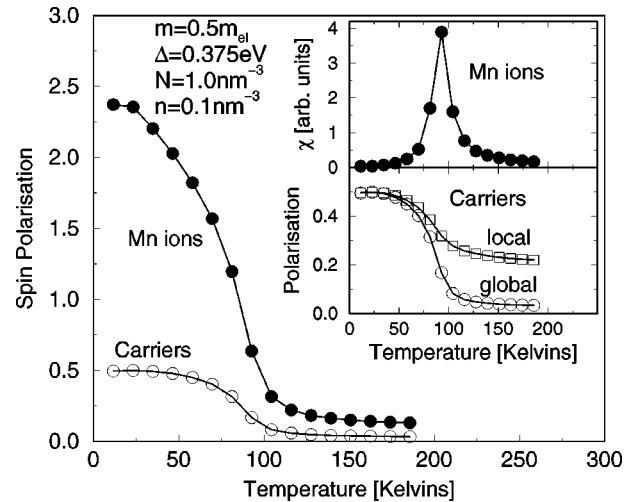 m=0.5m_el
Δ=0.375eV
N=1.0nm⁻³
n=0.1nm⁻³
Spin Polarisation
3.0
2.5
2.0
1.5
1.0
0.5
0.0
Mn ions
Carriers
0 50 100 150 200 250 300
Temperature [Kelvins]
χ [arb. units]
4
3
2
1
0
Mn ions
Polarisation
0.4
0.2
0.0
Carriers
local
global
0 50 100 150 200
Temperature [Kelvins]